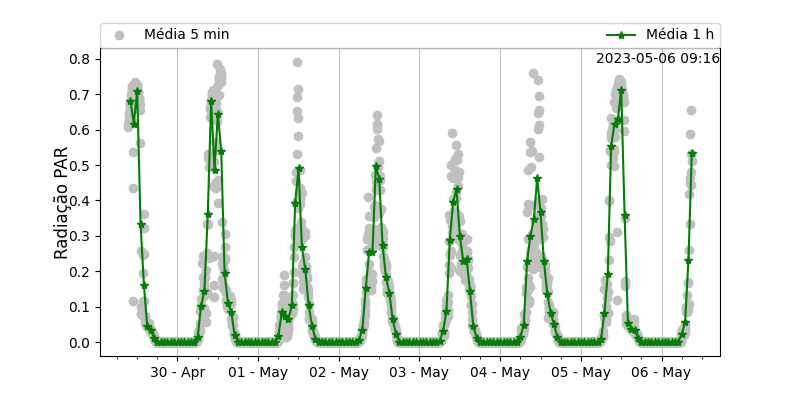 Média 5 min
Média 1 h
2023-05-06 09:16
Radiação PAR
0.8
0.7
0.6
0.5
0.4
0.3
0.2
0.1
0.0
30 - Apr
01 - May
02 - May
03 - May
04 - May
05 - May
06 - May